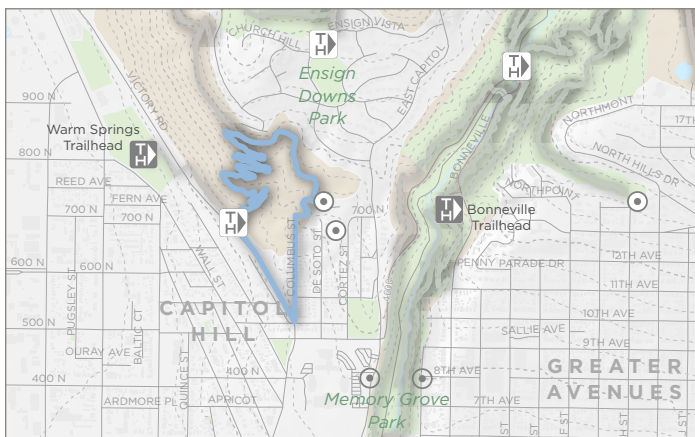 ENSIGN VISTA
CHURCH HILL
T
H
EAST CAPITOL
Ensign
Downs
Park
T
H
VICTORY RD
900 N
NORTHMONT
17TH
Warm Springs
Trailhead
T
H
BONNEVILLE
NORTH HILLS DR
800 N
REED AVE
FERN AVE
NORTHPOINT
700 N
700 N
700 N
T
H
T
H
Bonneville
Trailhead
WALL ST
COLUMBUS ST
DE SOTO ST
CORTEZ ST
12TH AVE
PENNY PARADE DR
600 N
600 N
11TH AVE
PUGSLEY ST
CAPITOL
HILL
10TH AVE
BALTIC CT
500 N
SALLIE AVE
9TH AVE
OURAY AVE
QUINCE ST
GREATER
AVENUES
400 N
400 N
8TH AVE
ARDMORE PL
APRICOT
Memory Grove
Park
7TH AVE
E ST
F ST
H ST